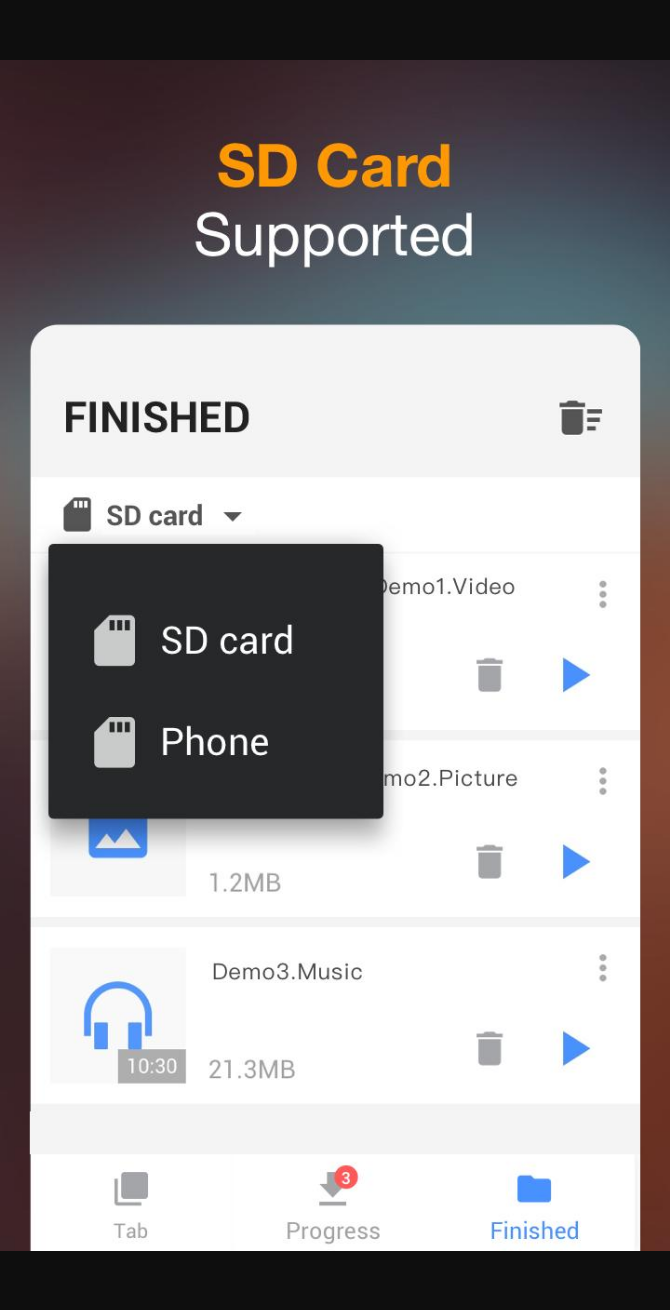 SD Card
Supported
FINISHED
SD card
Demo1.Video
SD card
Phone
mo2.Picture
1.2MB
Demo3.Music
10:30
21.3MB
3
Tab
Progress
Finished